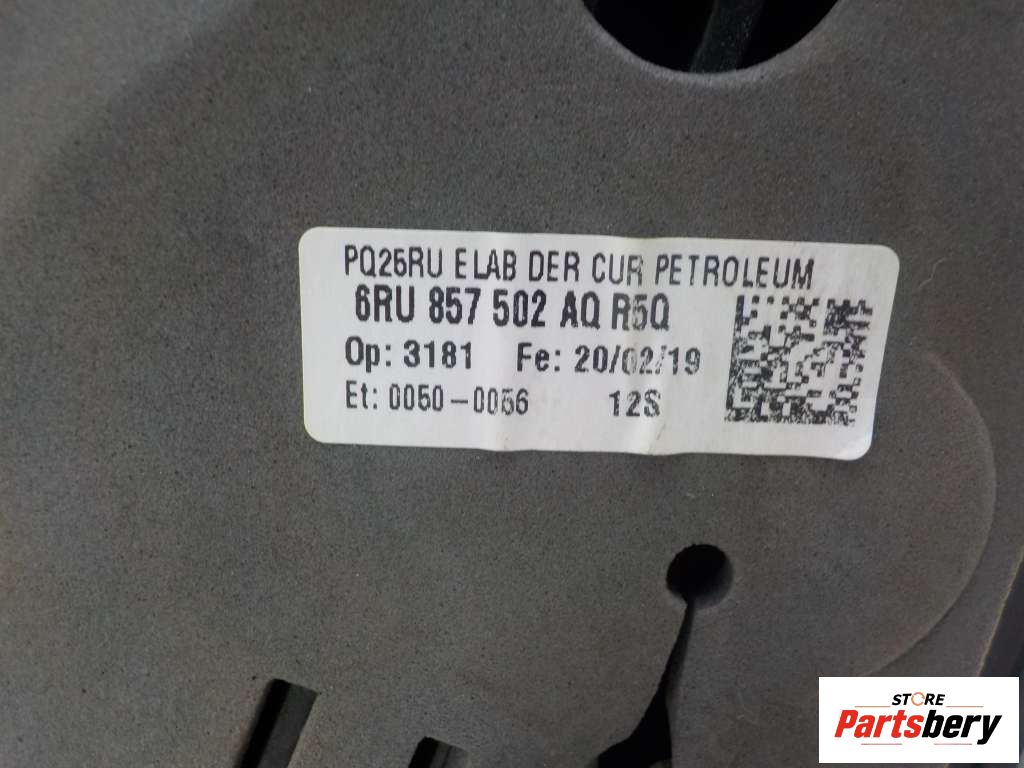 PQ25RU ELAB DER CUR PETROLEUM
6RU 857 502 AQ R5Q
Op: 3181 Fe: 20/02/19
Et: 0050-0056 12S
STORE
Partsbery